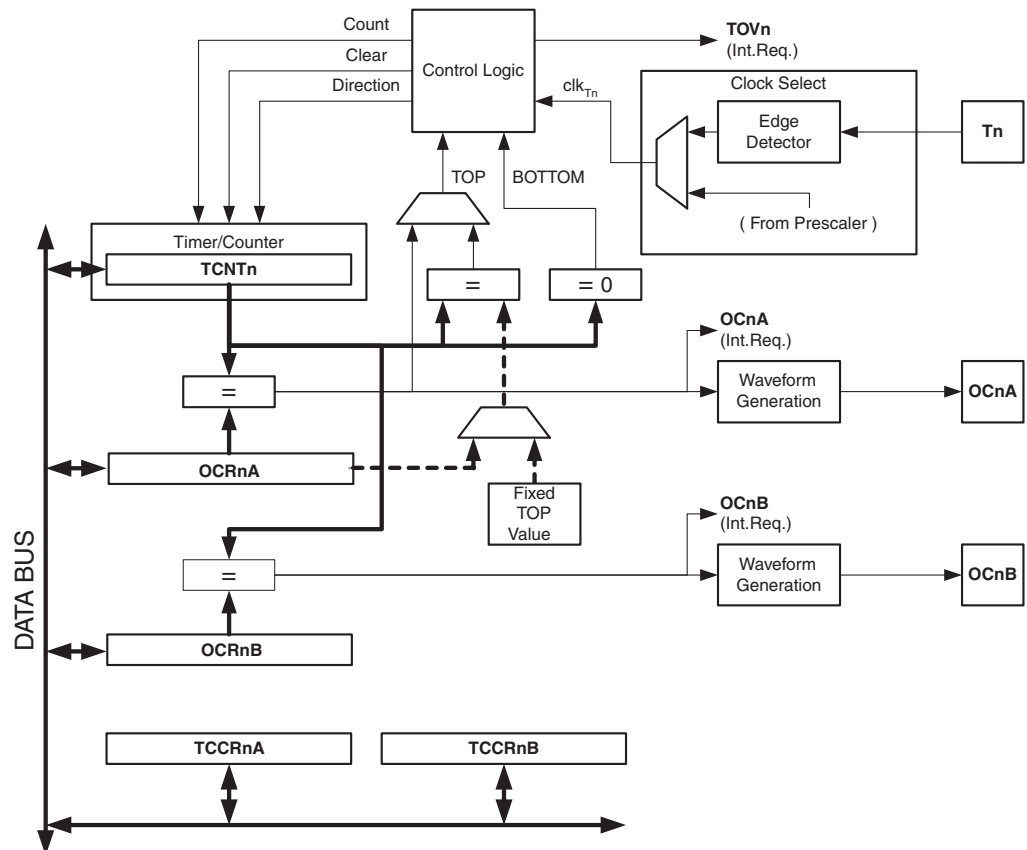 Count
Clear
Direction
Control Logic
TOVn
(Int.Req.)
clkTn
Clock Select
Edge
Detector
Tn
( From Prescaler )
TOP
BOTTOM
Timer/Counter
TCNTn
=
= 0
OCnA
(Int.Req.)
=
Waveform
Generation
OCnA
OCRnA
Fixed
TOP
Value
OCnB
(Int.Req.)
=
Waveform
Generation
OCnB
OCRnB
DATA BUS
TCCRnA
TCCRnB